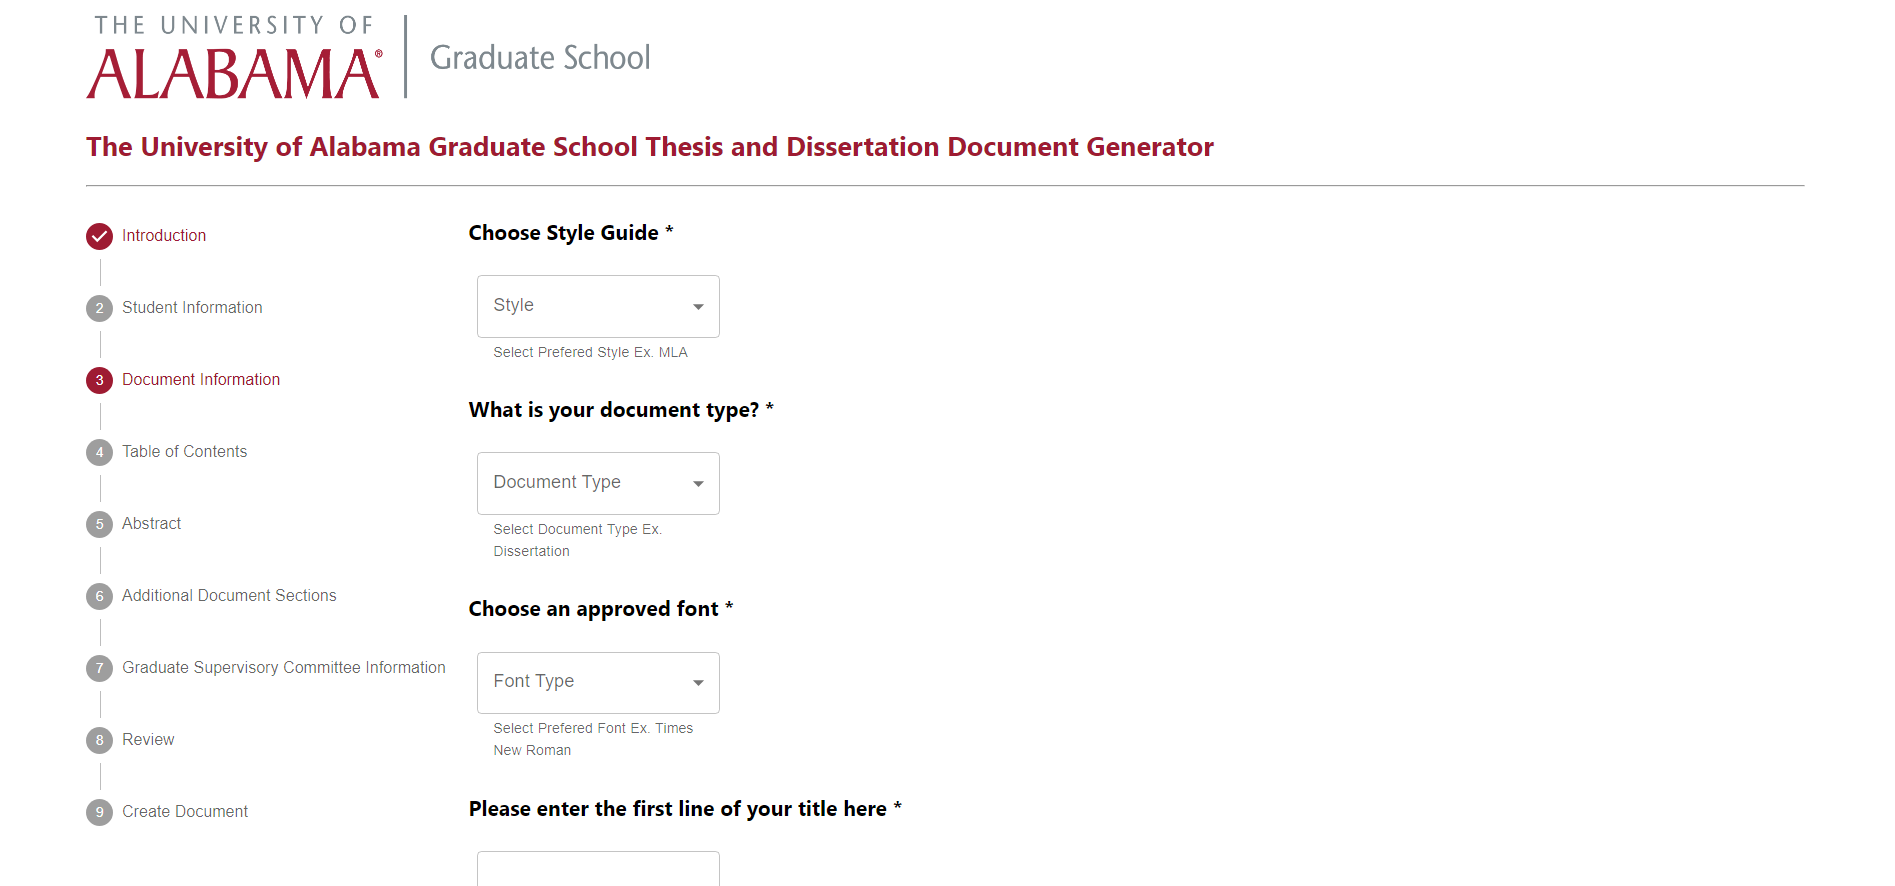 THE UNIVERSITY OF
ALABAMA®
Graduate School
The University of Alabama Graduate School Thesis and Dissertation Document Generator
Introduction
2 Student Information
3 Document Information
4 Table of Contents
5 Abstract
6 Additional Document Sections
7 Graduate Supervisory Committee Information
8 Review
9 Create Document
Choose Style Guide *
Style
Select Prefered Style Ex. MLA
What is your document type? *
Document Type
Select Document Type Ex.
Dissertation
Choose an approved font *
Font Type
Select Prefered Font Ex. Times
New Roman
Please enter the first line of your title here *